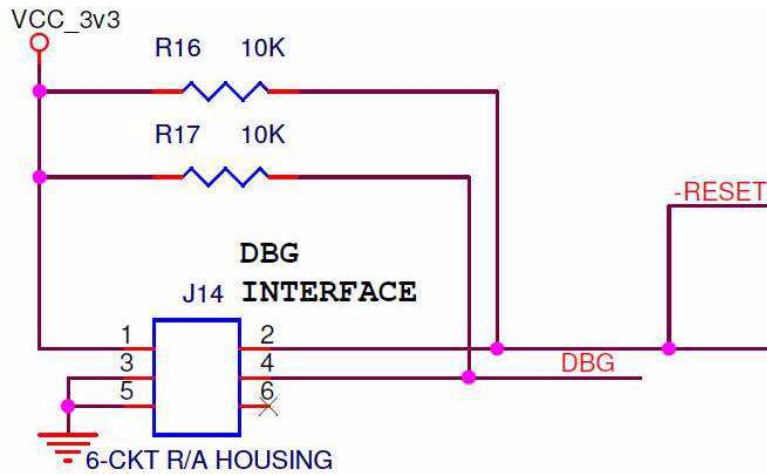 VCC_3v3
R16 10K
R17 10K
-RESET
DBG
INTERFACE
J14
1 2
3 4
DBG
5 6
6-CKT R/A HOUSING